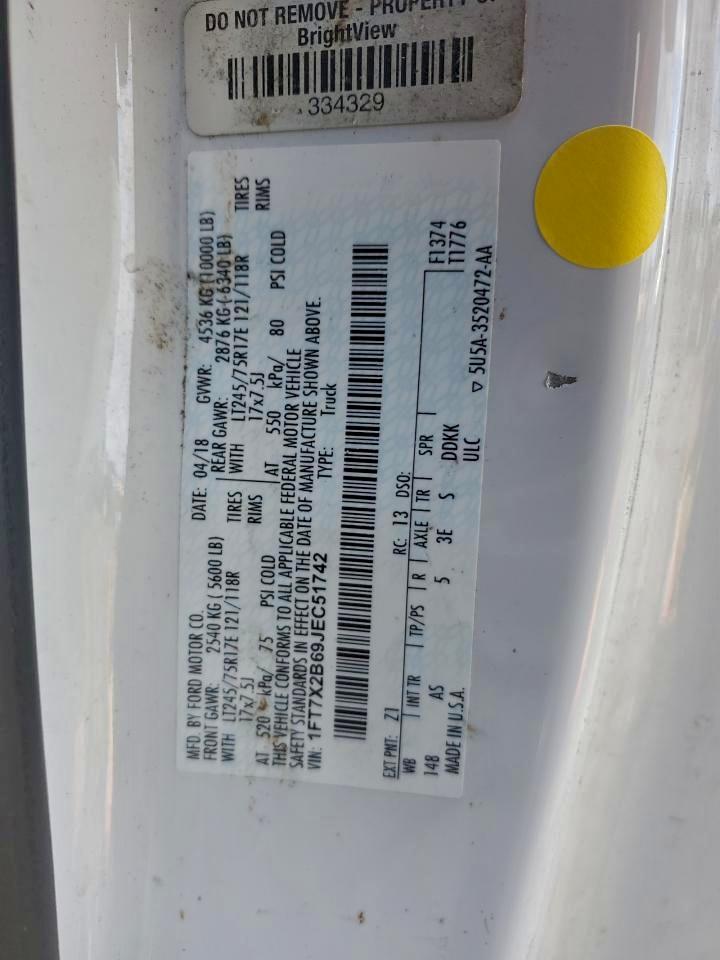 DO NOT REMOVE - PROPERTY OF
BrightView
334329
MFD. BY FORD MOTOR CO.
DATE: 04/18 GVWR: 4536 KG (10000 LB)
FRONT GAWR: 2540 KG ( 5600 LB)
REAR GAWR: 2876 KG ( 6340 LB)
WITH LT245/75R17E 121/118R TIRES
WITH LT245/75R17E 121/118R TIRES
17x7.5J RIMS
17x7.5J RIMS
AT 520 kPa/ 75 PSI COLD
AT 550 kPa/ 80 PSI COLD
THIS VEHICLE CONFORMS TO ALL APPLICABLE FEDERAL MOTOR VEHICLE
SAFETY STANDARDS IN EFFECT ON THE DATE OF MANUFACTURE SHOWN ABOVE.
VIN: 1FT7X2B69JEC51742
TYPE: Truck
EXT PNT: Z1 RC: 13 DSO:
WB INT TR TP/PS R AXLE TR SPR F1374
T1776
148 AS 5 3E S DDKK
MADE IN U.S.A. ULC
▽ 5U5A-3520472-AA